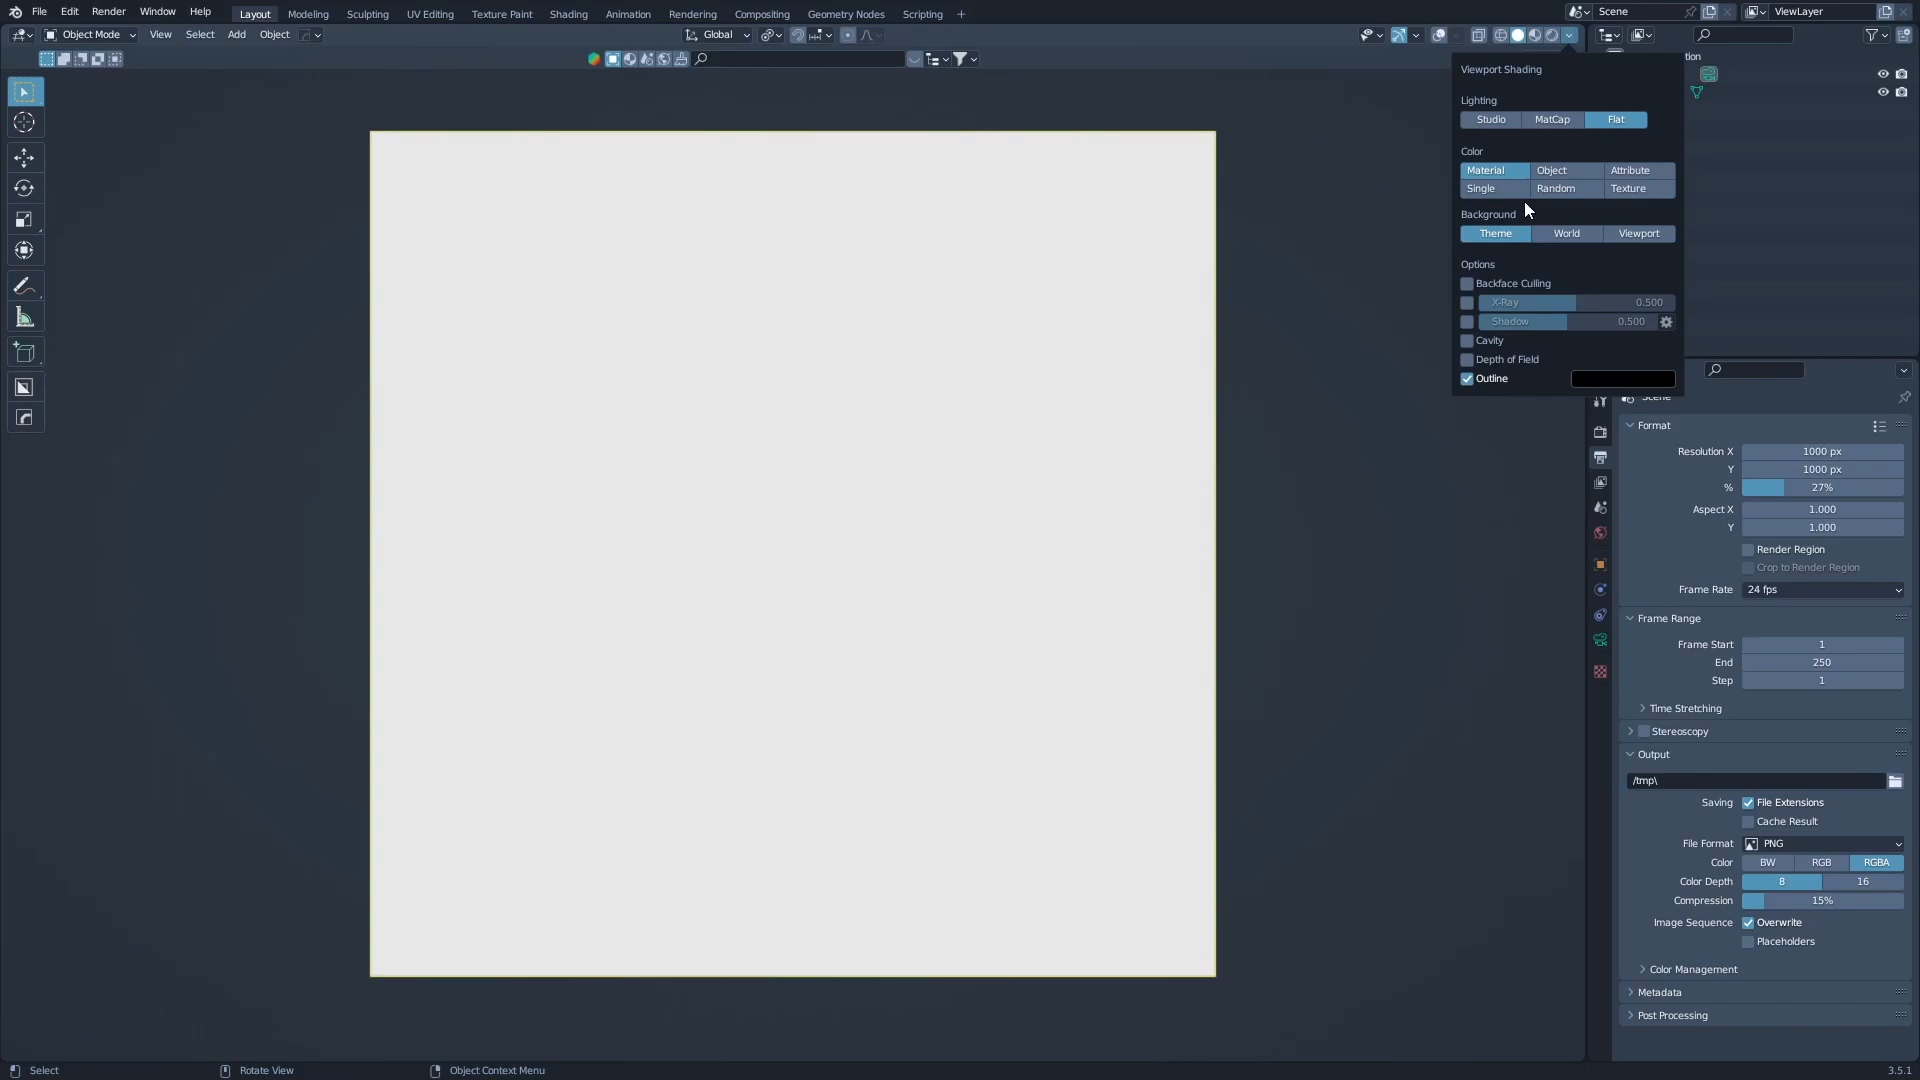 File Edit Render Window Help Layout Modeling Sculpting UV Editing Texture Paint Shading Animation Rendering Compositing Geometry Nodes Scripting + Scene ViewLayer
Object Mode View Select Add Object Global
Viewport Shading
Lighting
Studio MatCap Flat
Color
Material Object Attribute
Single Random Texture
Background
Theme World Viewport
Options
Backface Culling
X-Ray 0.500
Shadow 0.500
Cavity
Depth of Field
Outline
tion
Scene
Format
Resolution X 1000 px
Y 1000 px
% 27%
Aspect X 1.000
Y 1.000
Render Region
Crop to Render Region
Frame Rate 24 fps
Frame Range
Frame Start 1
End 250
Step 1
Time Stretching
Stereoscopy
Output
/tmp\
Saving File Extensions
Cache Result
File Format PNG
Color BW RGB RGBA
Color Depth 8 16
Compression 15%
Image Sequence Overwrite
Placeholders
Color Management
Metadata
Post Processing
Select Rotate View Object Context Menu 3.5.1